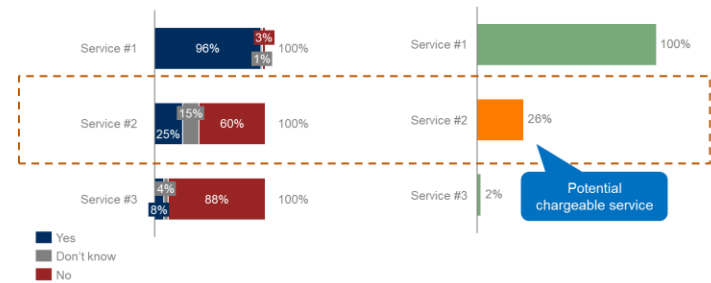 3%
Service #1
96%
100%
1%
Service #1
100%
15%
Service #2
60%
100%
25%
Service #2
26%
4%
Service #3
88%
100%
8%
Service #3
2%
Potential
chargeable service
Yes
Don't know
No